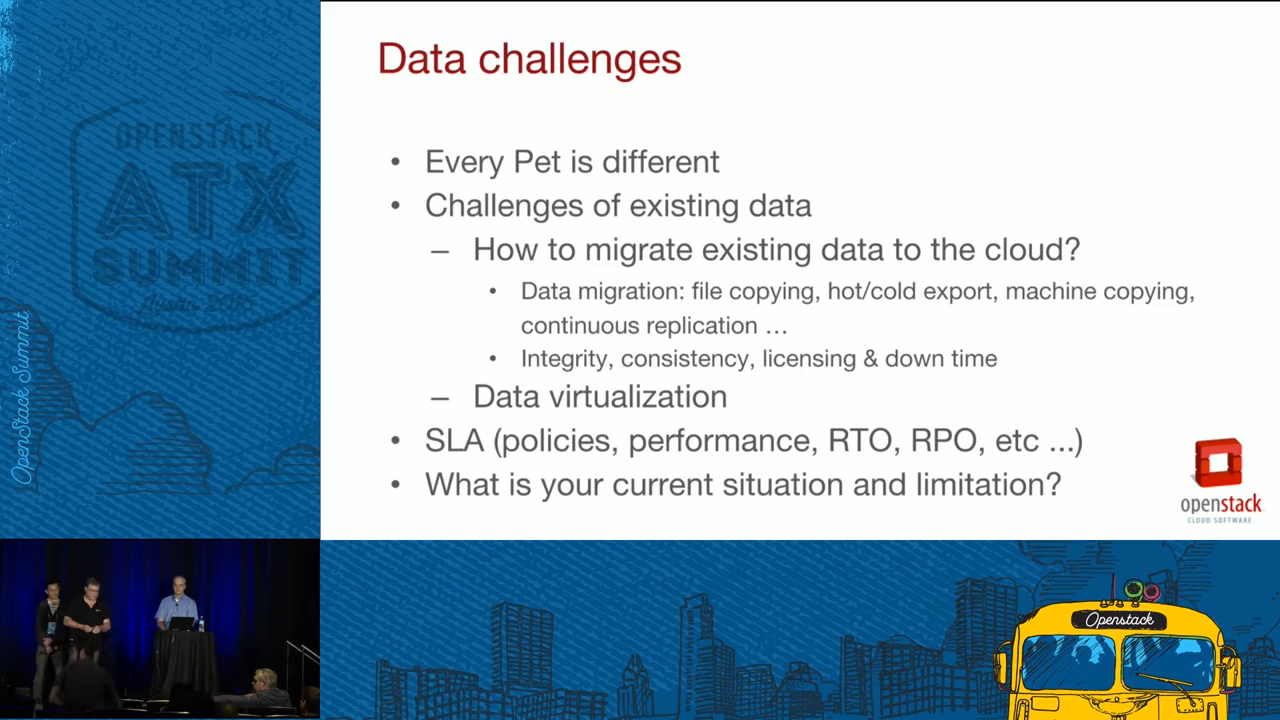 Data challenges
• Every Pet is different
• Challenges of existing data
– How to migrate existing data to the cloud?
• Data migration: file copying, hot/cold export, machine copying,
continuous replication …
• Integrity, consistency, licensing & down time
– Data virtualization
• SLA (policies, performance, RTO, RPO, etc ...)
• What is your current situation and limitation?
openstack
CLOUD SOFTWARE
OPENSTACK
ATX
SUMMIT
Austin 2016
OpenStack Summit
Openstack